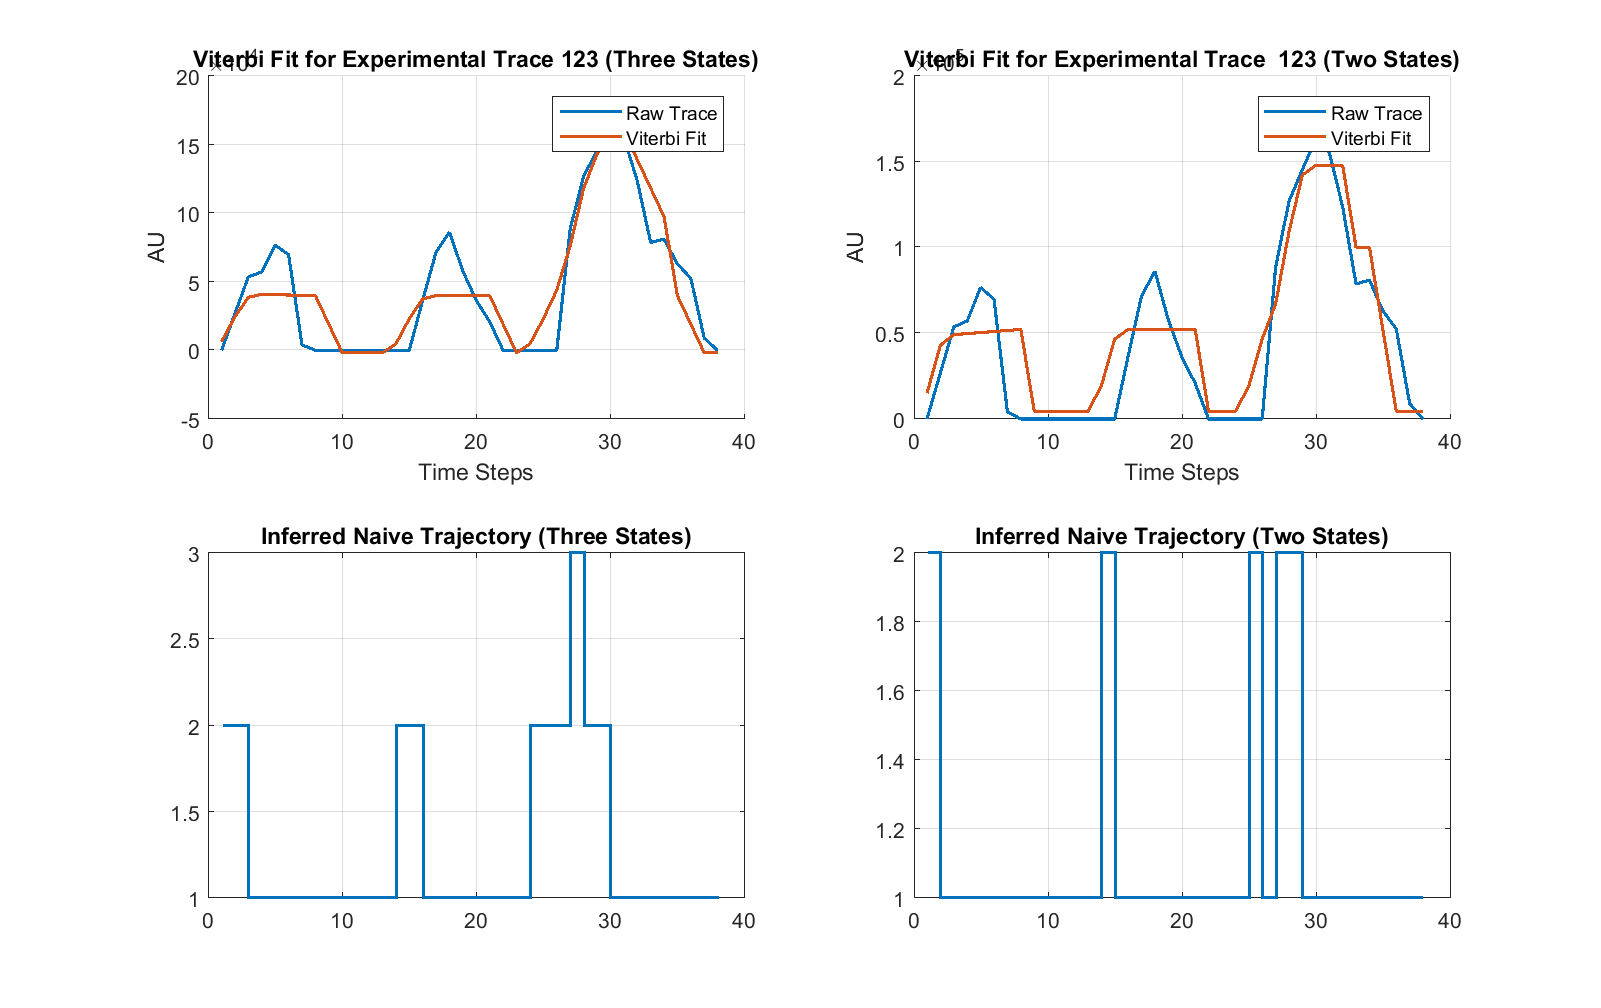 Viterbi Fit for Experimental Trace 123 (Three States)
×10^4
20
15
10
5
0
-5
AU
Raw Trace
Viterbi Fit
0 10 20 30 40
Time Steps
Viterbi Fit for Experimental Trace 123 (Two States)
×10^5
2
1.5
1
0.5
0
AU
Raw Trace
Viterbi Fit
0 10 20 30 40
Time Steps
Inferred Naive Trajectory (Three States)
3
2.5
2
1.5
1
0 10 20 30 40
Inferred Naive Trajectory (Two States)
2
1.8
1.6
1.4
1.2
1
0 10 20 30 40